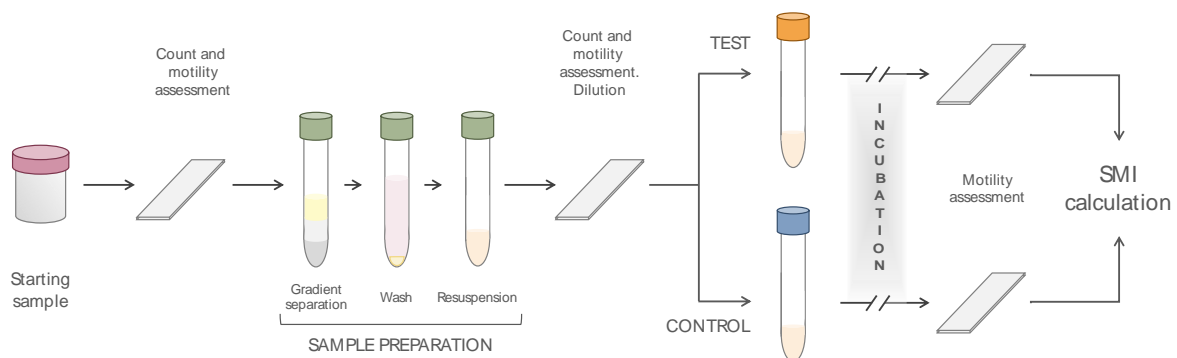 Starting
sample
Count and
motility
assessment
Gradient
separation
Wash
Resuspension
SAMPLE PREPARATION
Count and
motility
assessment.
Dilution
TEST
CONTROL
INCUBATION
Motility
assessment
SMI
calculation